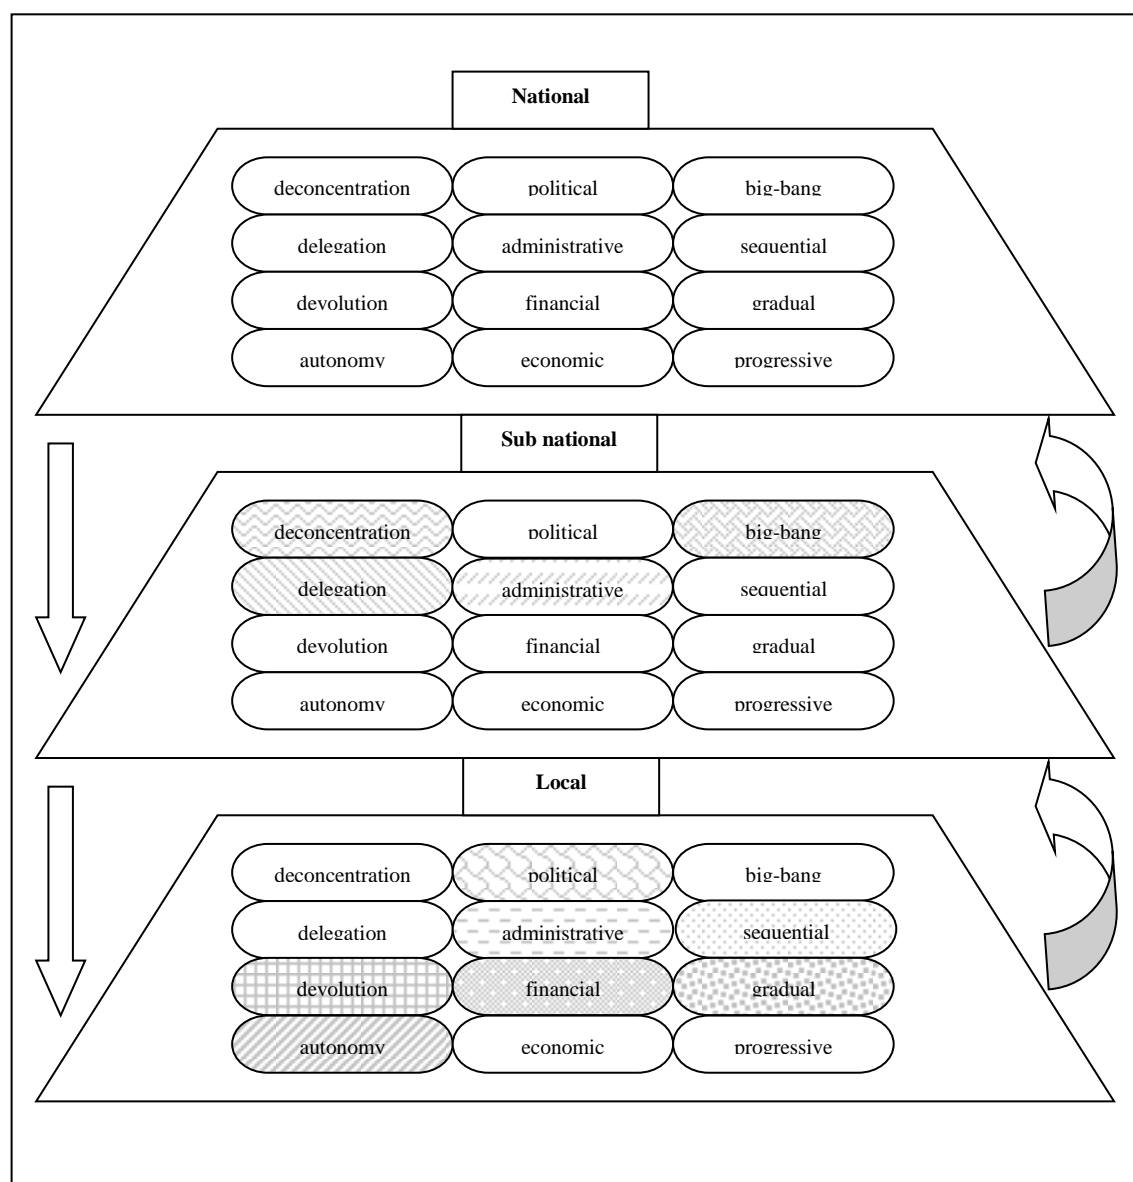 National
deconcentration political big-bang
delegation administrative sequential
devolution financial gradual
autonomy economic progressive
Sub national
deconcentration political big-bang
delegation administrative sequential
devolution financial gradual
autonomy economic progressive
Local
deconcentration political big-bang
delegation administrative sequential
devolution financial gradual
autonomy economic progressive